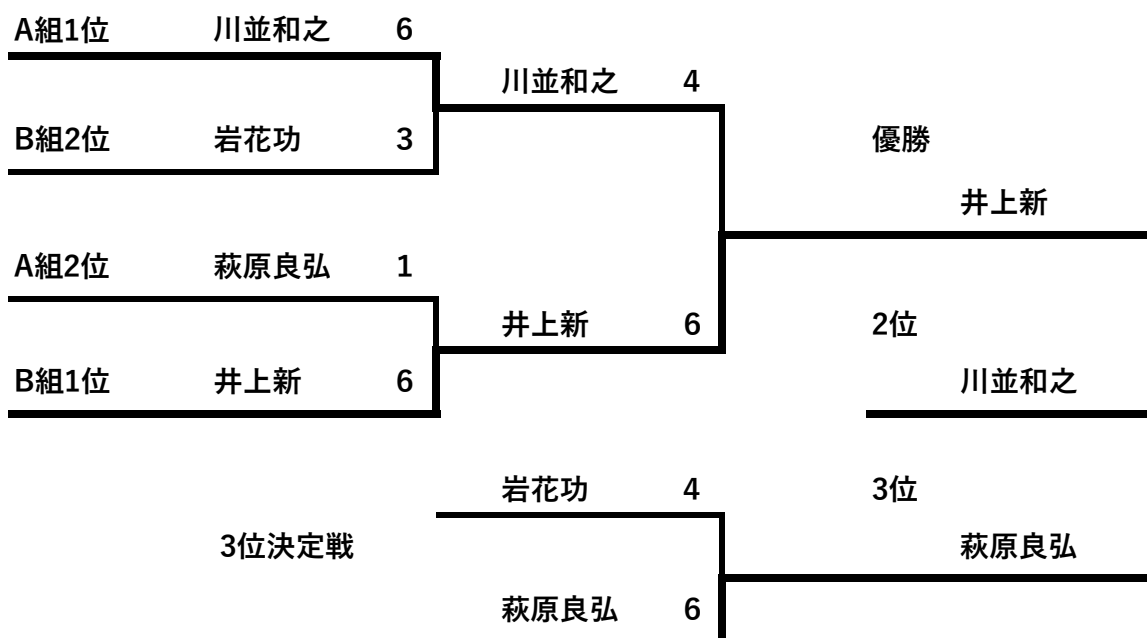 A組1位 川並和之 6
川並和之 4
B組2位 岩花功 3
優勝
井上新
A組2位 萩原良弘 1
井上新 6
2位
B組1位 井上新 6
川並和之
岩花功 4
3位
3位決定戦
萩原良弘
萩原良弘 6